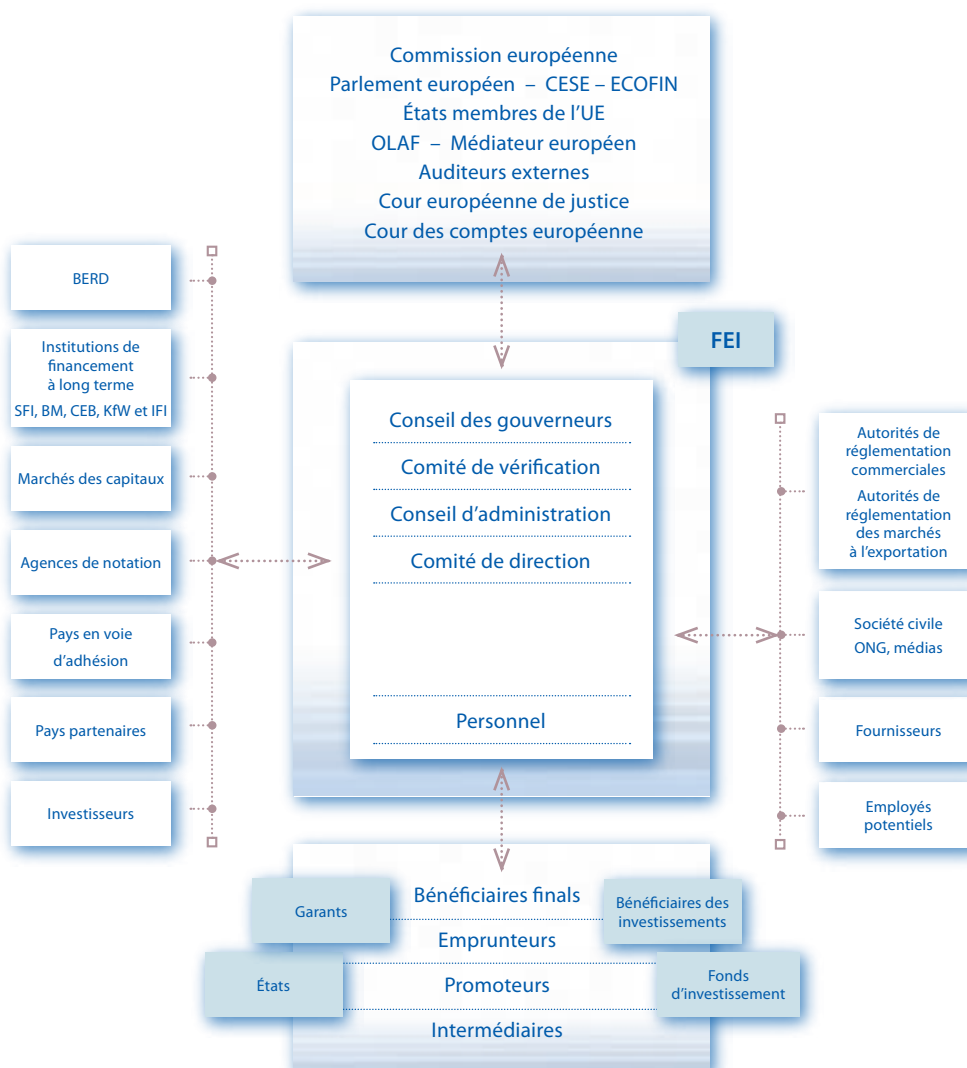 Commission européenne
Parlement européen – CESE – ECOFIN
États membres de l'UE
OLAF – Médiateur européen
Auditeurs externes
Cour européenne de justice
Cour des comptes européenne
BERD
Institutions de
financement
à long terme
SFI, BM, CEB, KfW et IFI
Marchés des capitaux
Agences de notation
Pays en voie
d'adhésion
Pays partenaires
Investisseurs
FEI
Conseil des gouverneurs
Comité de vérification
Conseil d'administration
Comité de direction
Personnel
Autorités de
réglementation
commerciales
Autorités de
réglementation
des marchés
à l'exportation
Société civile
ONG, médias
Fournisseurs
Employés
potentiels
Garants
États
Bénéficiaires finals
Emprunteurs
Promoteurs
Intermédiaires
Bénéficiaires des
investissements
Fonds
d'investissement